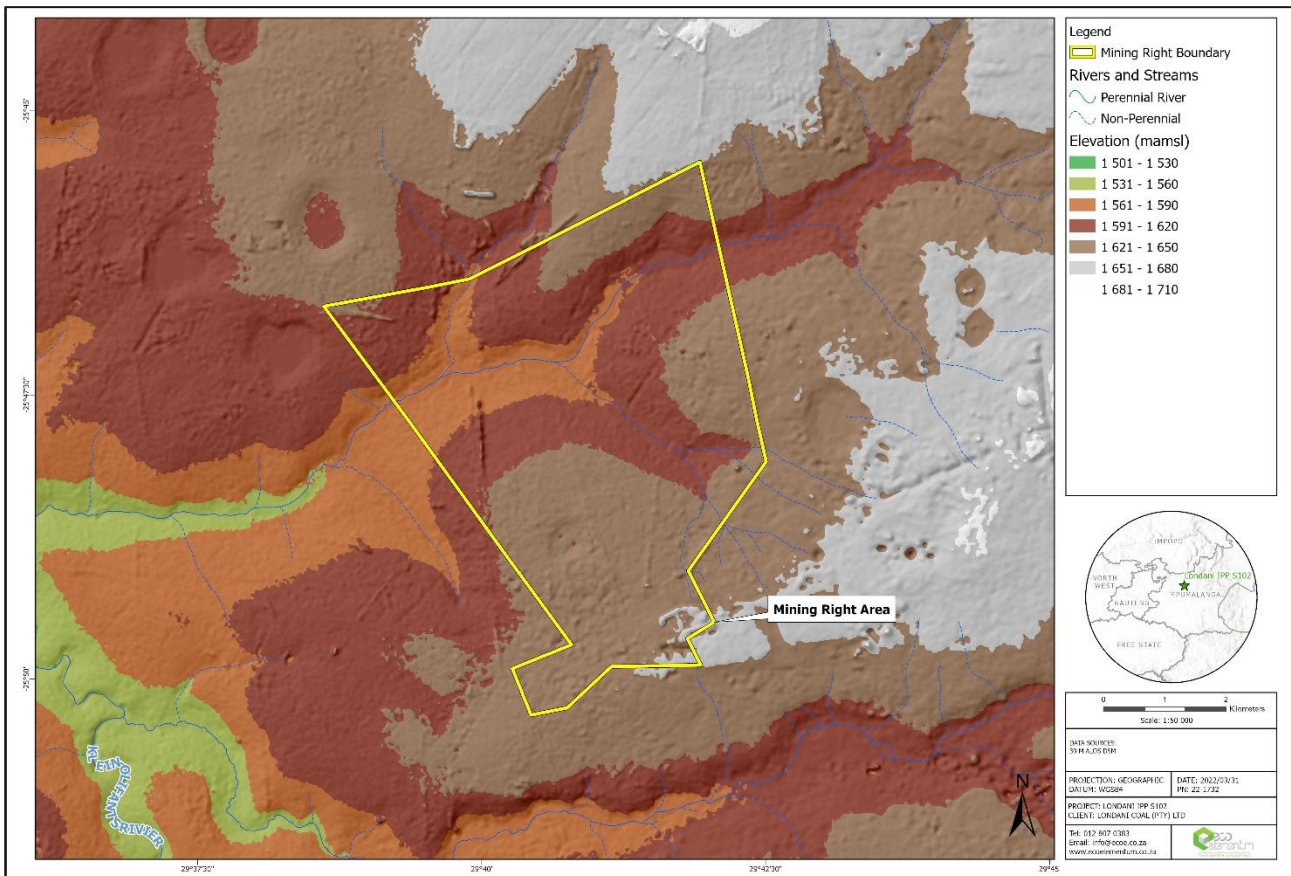 -25°45'
-25°47'30"
-25°50'
29°37'30"
29°40'
29°42'30"
29°45'
Mining Right Area
KLEIN OLIFANTSRIVIER
N
Legend
Mining Right Boundary
Rivers and Streams
Perennial River
Non-Perennial
Elevation (mamsl)
1 501 - 1 530
1 531 - 1 560
1 561 - 1 590
1 591 - 1 620
1 621 - 1 650
1 651 - 1 680
1 681 - 1 710
LIMPOPO
Londani IPP S102
NORTH
WEST
MPUMALANGA
GAUTENG
FREE STATE
0 1 2
Kilometers
Scale: 1:50 000
DATA SOURCES:
30 M ALOS DSM
PROJECTION: GEOGRAPHIC
DATUM: WGS84
DATE: 2022/03/31
PN: 22-1732
PROJECT: LONDANI IPP S102
CLIENT: LONDANI COAL (PTY) LTD
Tel: 012 807 0383
Email: info@ecoe.co.za
www.ecoelementum.co.za
eco
elementum